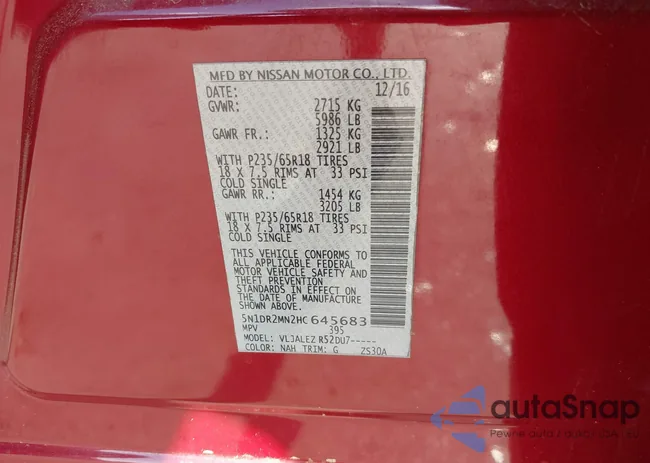 MFD BY NISSAN MOTOR CO., LTD.
DATE: 12/16
GVWR: 2715 KG
5986 LB
GAWR FR.: 1325 KG
2921 LB
WITH P235/65R18 TIRES
18 X 7.5 RIMS AT 33 PSI
COLD SINGLE
GAWR RR.: 1454 KG
3205 LB
WITH P235/65R18 TIRES
18 X 7.5 RIMS AT 33 PSI
COLD SINGLE
THIS VEHICLE CONFORMS TO
ALL APPLICABLE FEDERAL
MOTOR VEHICLE SAFETY AND
THEFT PREVENTION
STANDARDS IN EFFECT ON
THE DATE OF MANUFACTURE
SHOWN ABOVE.
5N1DR2MN2HC645683
MPV 395
MODEL: VLJALEZ R52DU7-----
COLOR: NAH TRIM: G 2S30A
autaSnap
Pewne auta